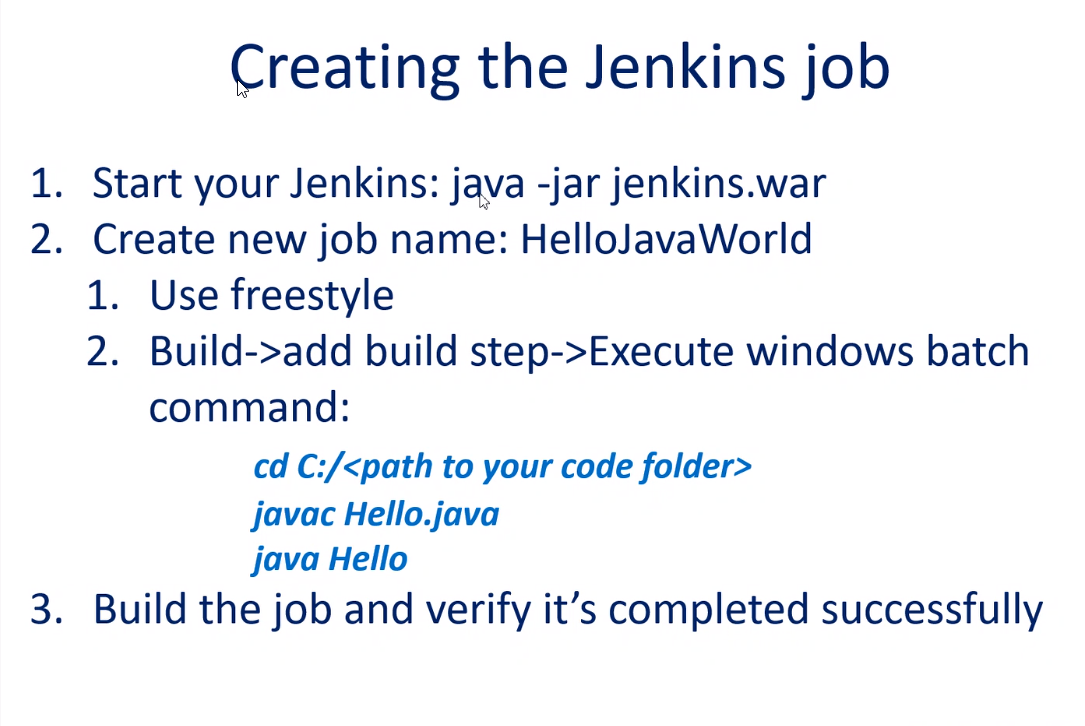 Creating the Jenkins job
1. Start your Jenkins: java -jar jenkins.war
2. Create new job name: HelloJavaWorld
1. Use freestyle
2. Build->add build step->Execute windows batch
command:
cd C:/<path to your code folder>
javac Hello.java
java Hello
3. Build the job and verify it’s completed successfully